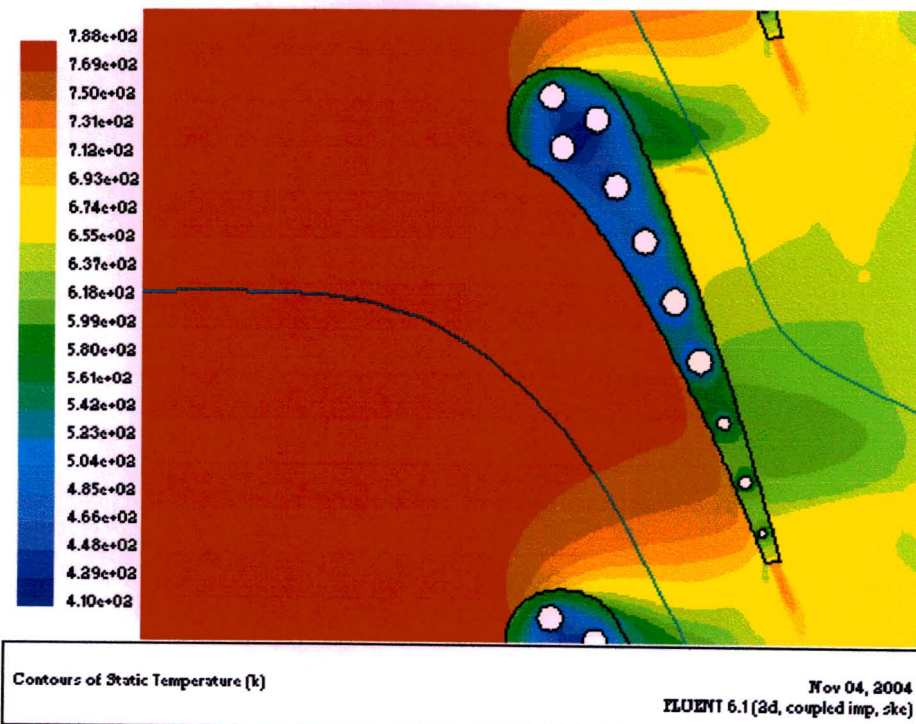 7.88e+02
7.69e+02
7.50e+02
7.31e+02
7.12e+02
6.93e+02
6.74e+02
6.55e+02
6.37e+02
6.18e+02
5.99e+02
5.80e+02
5.61e+02
5.42e+02
5.23e+02
5.04e+02
4.85e+02
4.66e+02
4.48e+02
4.29e+02
4.10e+02
Contours of Static Temperature (k)
Nov 04, 2004
FLUENT 6.1 (2d, coupled imp, ske)